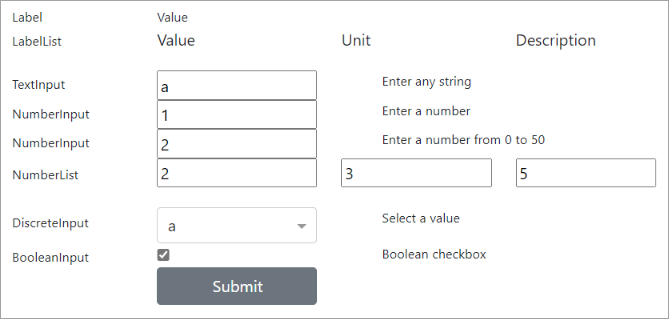 Label Value
LabelList Value Unit Description
TextInput a Enter any string
NumberInput 1 Enter a number
NumberInput 2 Enter a number from 0 to 50
NumberList 2 3 5
DiscreteInput a Select a value
BooleanInput Boolean checkbox
Submit